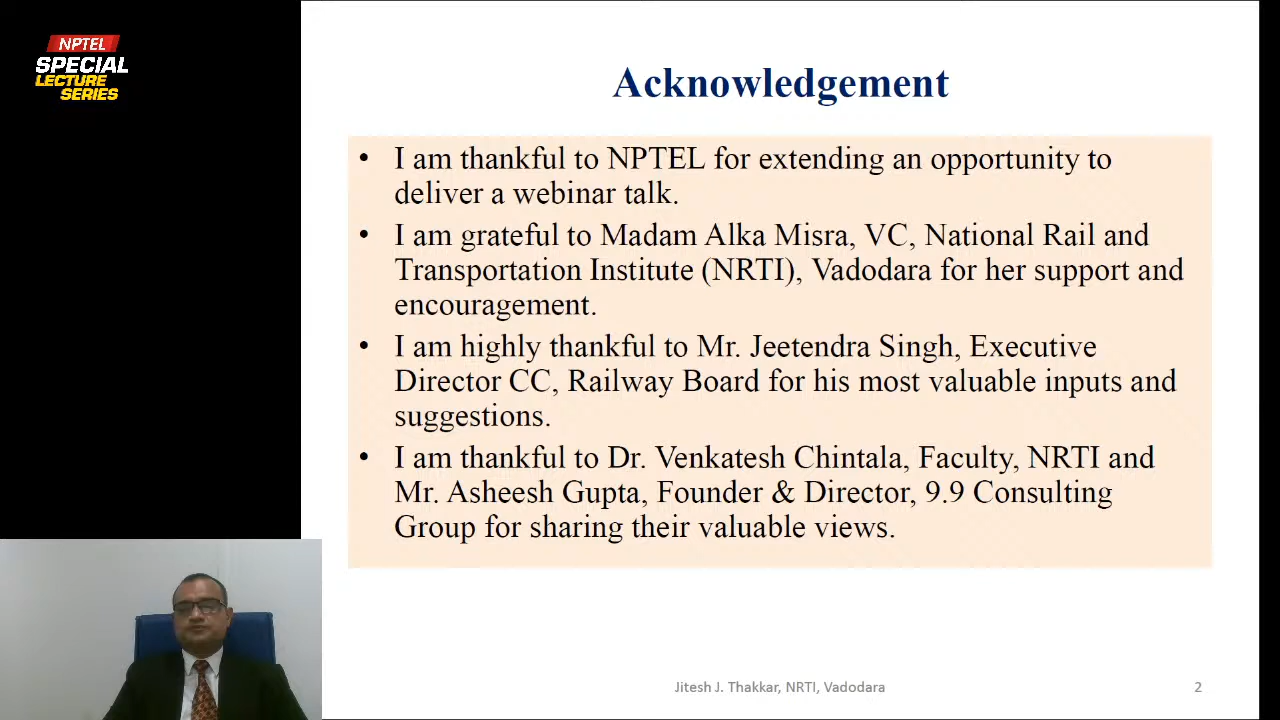 NPTEL
SPECIAL
LECTURE
SERIES
Acknowledgement
• I am thankful to NPTEL for extending an opportunity to
deliver a webinar talk.
• I am grateful to Madam Alka Misra, VC, National Rail and
Transportation Institute (NRTI), Vadodara for her support and
encouragement.
• I am highly thankful to Mr. Jeetendra Singh, Executive
Director CC, Railway Board for his most valuable inputs and
suggestions.
• I am thankful to Dr. Venkatesh Chintala, Faculty, NRTI and
Mr. Asheesh Gupta, Founder & Director, 9.9 Consulting
Group for sharing their valuable views.
Jitesh J. Thakkar, NRTI, Vadodara
2